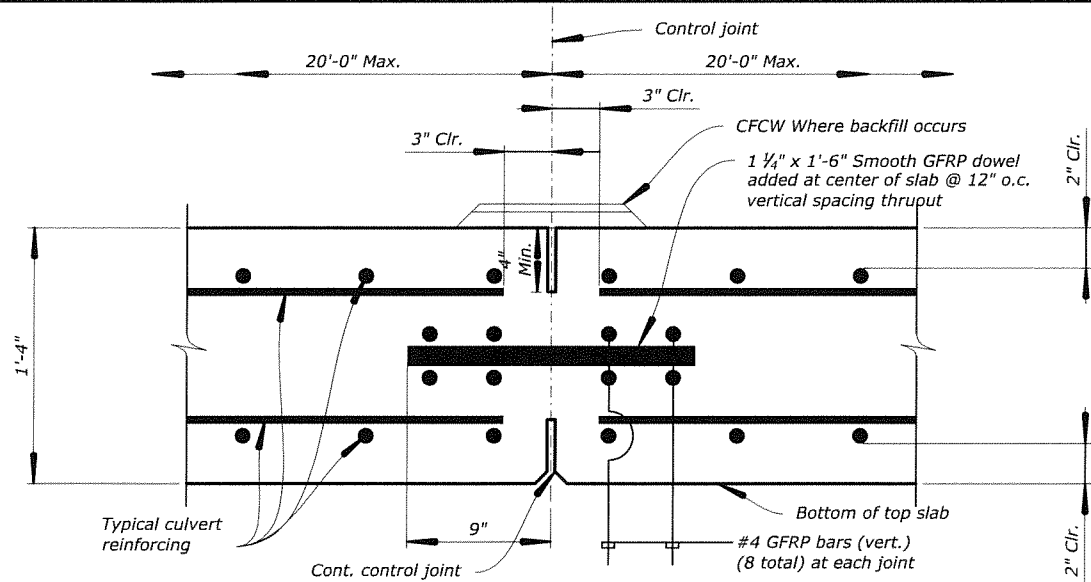 Control joint
20'-0" Max.
20'-0" Max.
3" Clr.
3" Clr.
CFCW Where backfill occurs
1 ¼" x 1'-6" Smooth GFRP dowel
added at center of slab @ 12" o.c.
vertical spacing thruout
2" Clr.
4"
Min.
1'-4"
Typical culvert
reinforcing
9"
Cont. control joint
Bottom of top slab
#4 GFRP bars (vert.)
(8 total) at each joint
2" Clr.